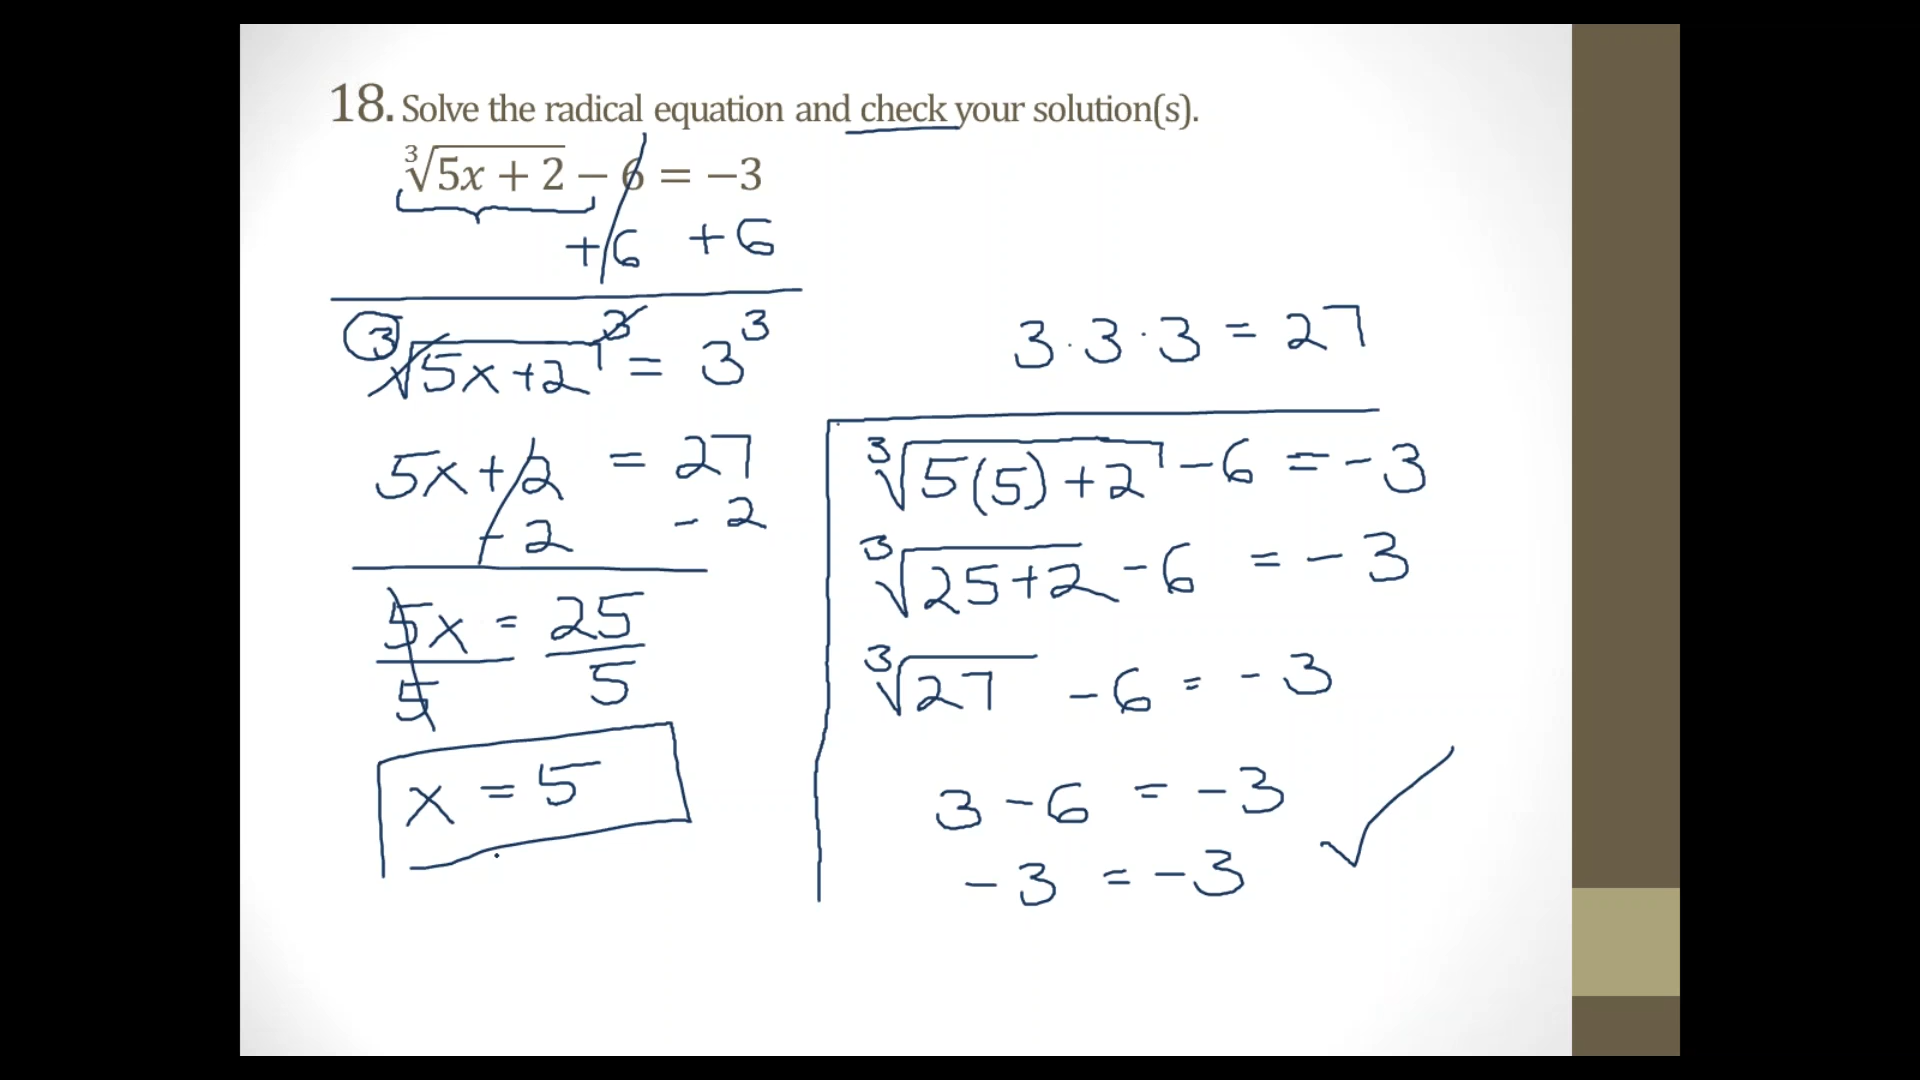 18. Solve the radical equation and check your solution(s).
∛5x + 2 − 6 = −3
+6 +6
∛5x+2³ = 3³
5x+2 = 27
-2 -2
5x = 25
5 5
x = 5
3·3·3 = 27
∛5(5)+2 -6 = -3
∛25+2 -6 = -3
∛27 -6 = -3
3-6 = -3
-3 = -3 ✓